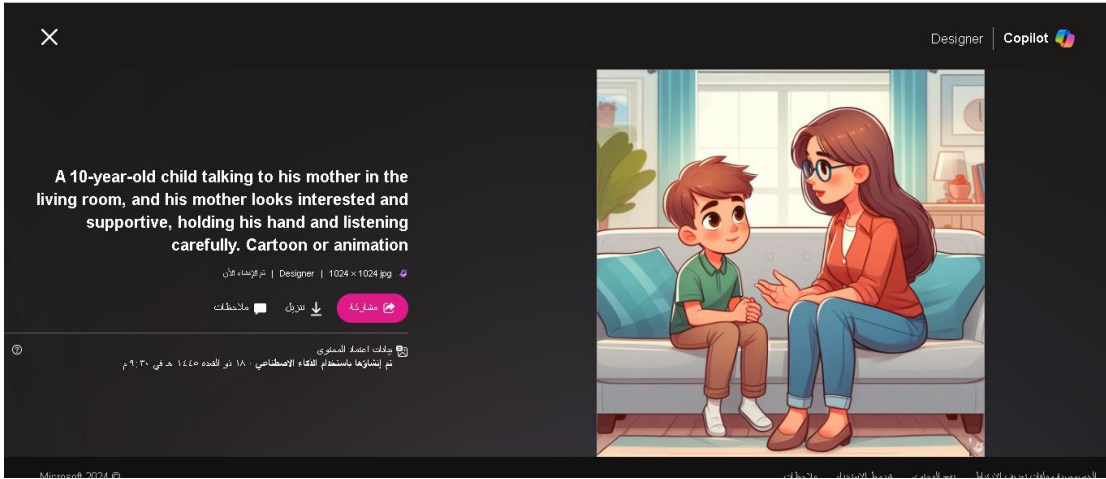 Designer | Copilot
A 10-year-old child talking to his mother in the
living room, and his mother looks interested and
supportive, holding his hand and listening
carefully. Cartoon or animation
1024 × 1024 jpg | Designer | تم الإنشاء الآن
مشاركة تنزيل ملاحظات
بيانات اعتماد المحتوى
تم إنشاؤها باستخدام الذكاء الاصطناعي · ١٨ ذو القعدة ١٤٤٥ هـ في ٩:٣٠ م
Microsoft 2024 ©